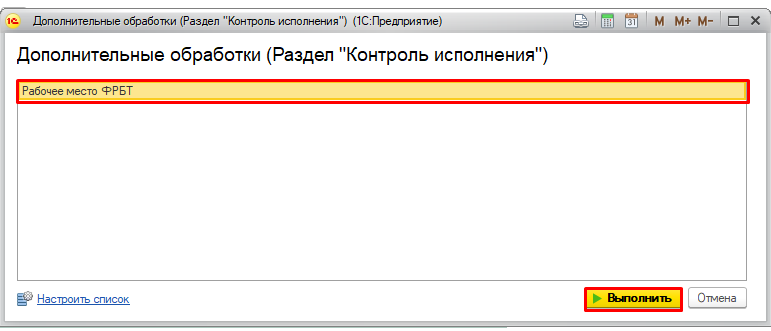 1С Дополнительные обработки (Раздел "Контроль исполнения") (1С:Предприятие) 31 M M+ M-
Дополнительные обработки (Раздел "Контроль исполнения")
Рабочее место ФРБТ
Настроить список Выполнить Отмена